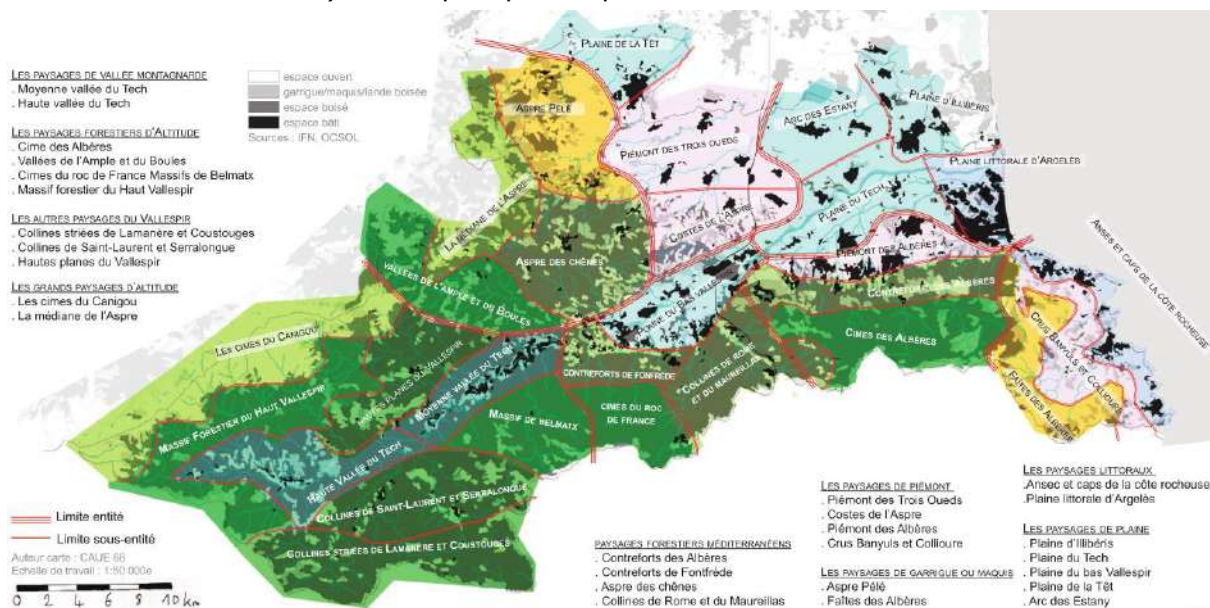 LES PAYSAGES DE VALLÉE MONTAGNARDE
. Moyenne vallée du Tech
. Haute vallée du Tech
LES PAYSAGES FORESTIERS D'ALTITUDE
. Cime des Albères
. Vallées de l'Ample et du Boules
. Cimes du roc de France Massifs de Belmatx
. Massif forestier du Haut Vallespir
LES AUTRES PAYSAGES DU VALLESPIR
. Collines striées de Lamanère et Coustouges
. Collines de Saint-Laurent et Serralongue
. Hautes planes du Vallespir
LES GRANDS PAYSAGES D'ALTITUDE
. Les cimes du Canigou
. La médiane de l'Aspre
espace ouvert
garrigue/maquis/lande boisée
espace boisé
espace bâti
Sources : IFN, OCSOL
PLAINE DE LA TÊT
ASPRE PÉLÉ
ARC DES ESTANY
PLAINE D'ILLIBÉRIS
PIÉMONT DES TROIS OUEDS
PLAINE LITTORALE D'ARGELÈS
LA MÉDIANE DE L'ASPRE
COSTES DE L'ASPRE
PLAINE DU TECH
PIÉMONT DES ALBÈRES
ANSES ET CAPS DE LA CÔTE ROCHEUSE
ASPRE DES CHÊNES
VALLÉES DE L'AMPLE ET DU BOULES
PLAINE DU BAS VALLESPIR
CONTREFORTS DES ALBÈRES
CIMES DES ALBÈRES
CRUS BANYULS ET COLLIOURE
FAÎTES DES ALBÈRES
LES CIMES DU CANIGOU
HAUTES PLANES DU VALLESPIR
MOYENNE VALLÉE DU TECH
CONTREFORTS DE FONFRÈDE
COLLINES DE ROME
ET DU MAUREILLAS
MASSIF FORESTIER DU HAUT VALLESPIR
MASSIF DE BELMATX
CIMES DU ROC
DE FRANCE
HAUTE VALLÉE DU TECH
COLLINES DE SAINT-LAURENT ET SERRALONGUE
COLLINES STRIÉES DE LAMANÈRE ET COUSTOUGES
Limite entité
Limite sous-entité
Auteur carte : CAUE 66
Echelle de travail : 1:50 000e
0 2 4 6 8 10 km
PAYSAGES FORESTIERS MÉDITERRANÉENS
. Contreforts des Albères
. Contreforts de Fontfrède
. Aspre des chênes
. Collines de Rome et du Maureillas
LES PAYSAGES DE PIÉMONT
. Piémont des Trois Oueds
. Costes de l'Aspre
. Piémont des Albères
. Crus Banyuls et Collioure
LES PAYSAGES DE GARRIGUE OU MAQUIS
. Aspre Pélé
. Faîtes des Albères
LES PAYSAGES LITTORAUX
. Ansec et caps de la côte rocheuse
. Plaine littorale d'Argelès
LES PAYSAGES DE PLAINE
. Plaine d'Illibéris
. Plaine du Tech
. Plaine du bas Vallespir
. Plaine de la Têt
. Arc des Estany